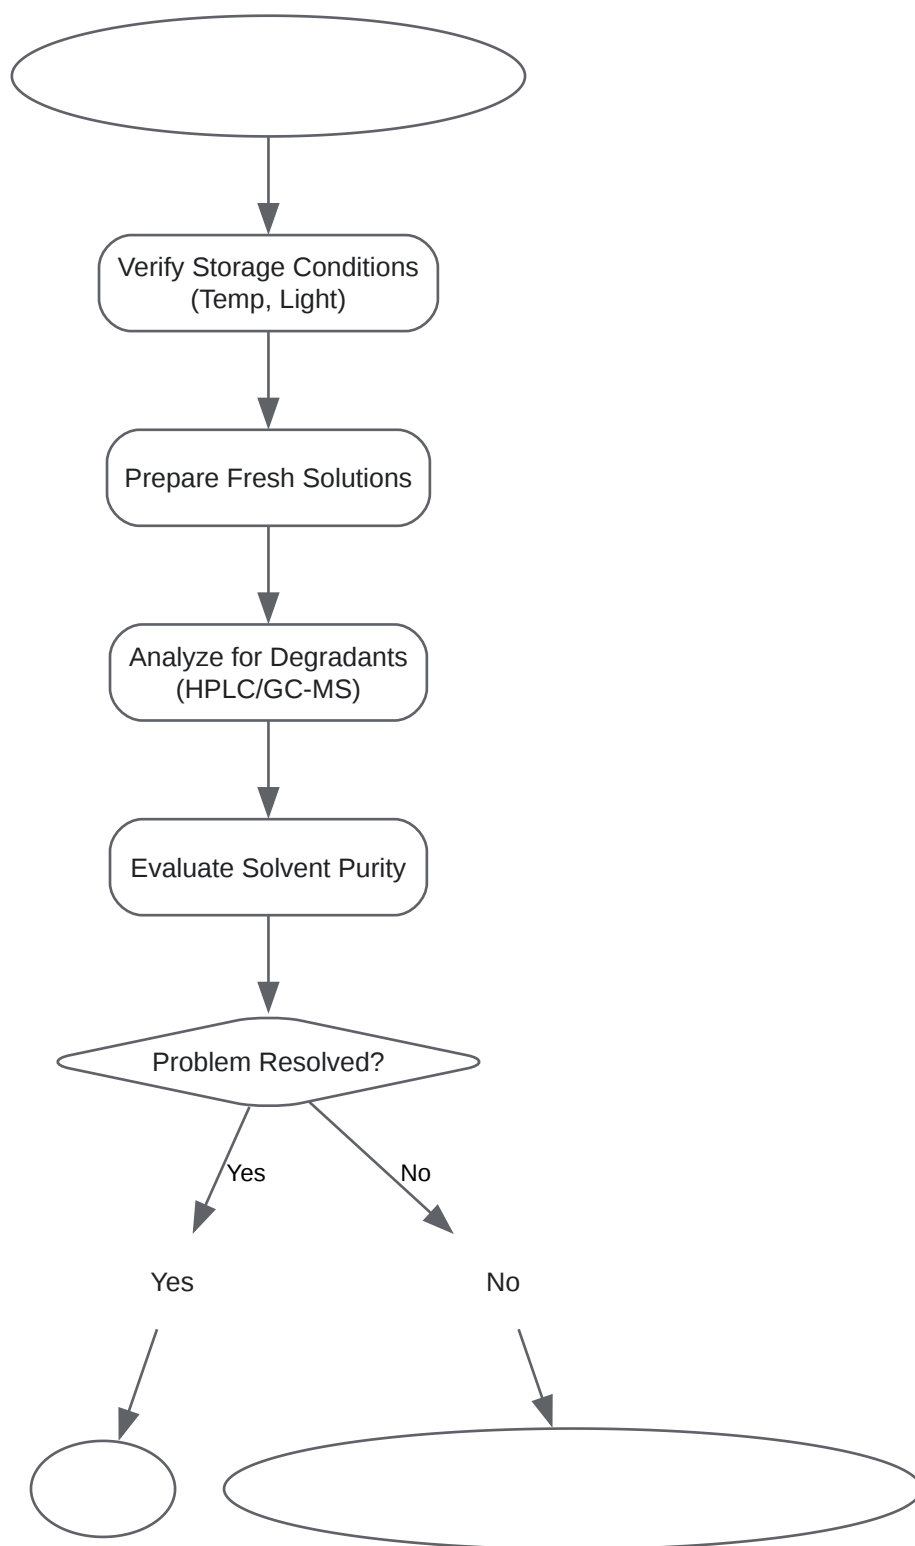 Verify Storage Conditions
(Temp, Light)
Prepare Fresh Solutions
Analyze for Degradants
(HPLC/GC-MS)
Evaluate Solvent Purity
Problem Resolved?
Yes
No
Yes
No